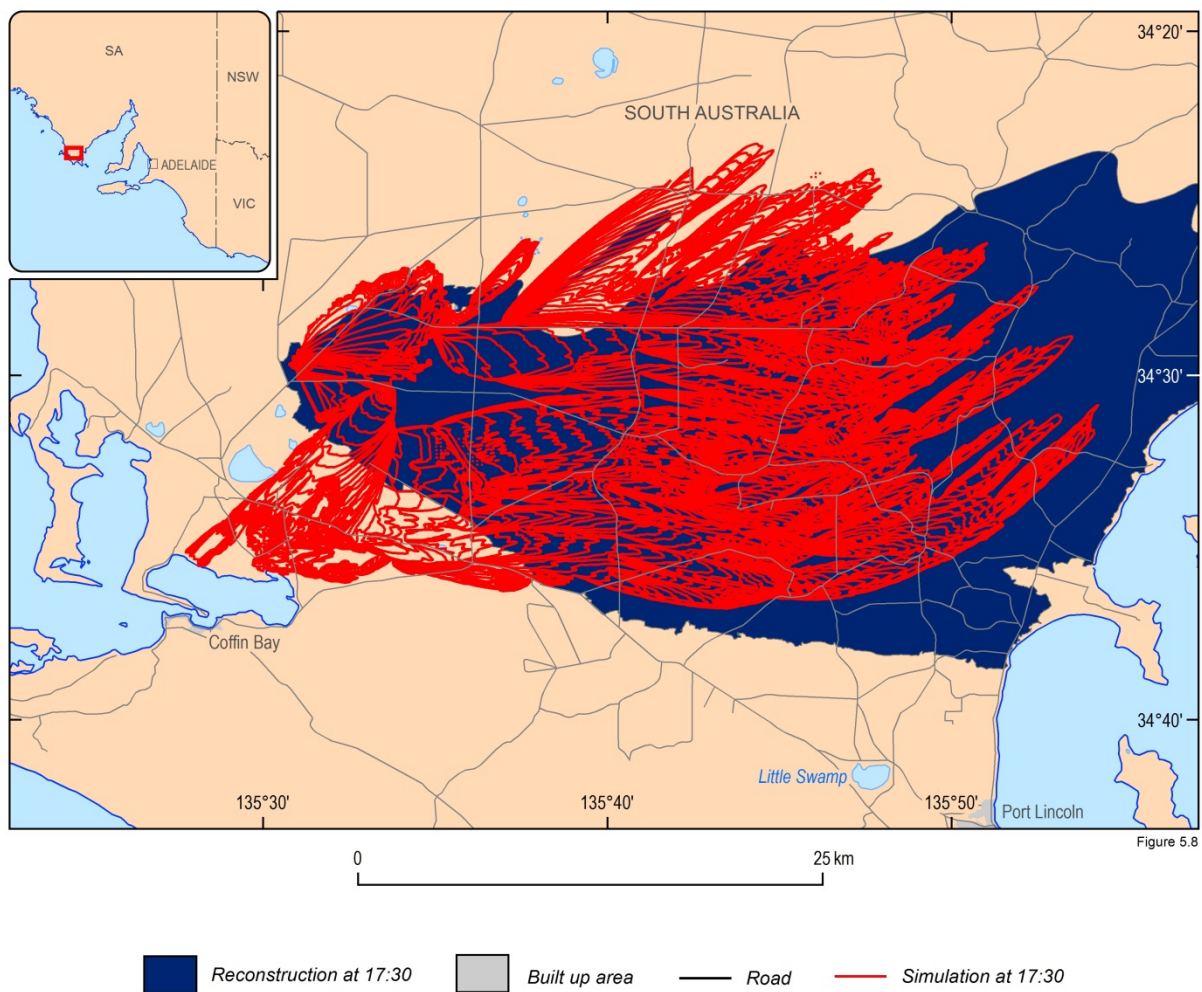 SA
NSW
ADELAIDE
VIC
34°20'
SOUTH AUSTRALIA
34°30'
Coffin Bay
34°40'
Little Swamp
135°30'
135°40'
135°50'
Port Lincoln
Figure 5.8
0
25 km
Reconstruction at 17:30
Built up area
Road
Simulation at 17:30